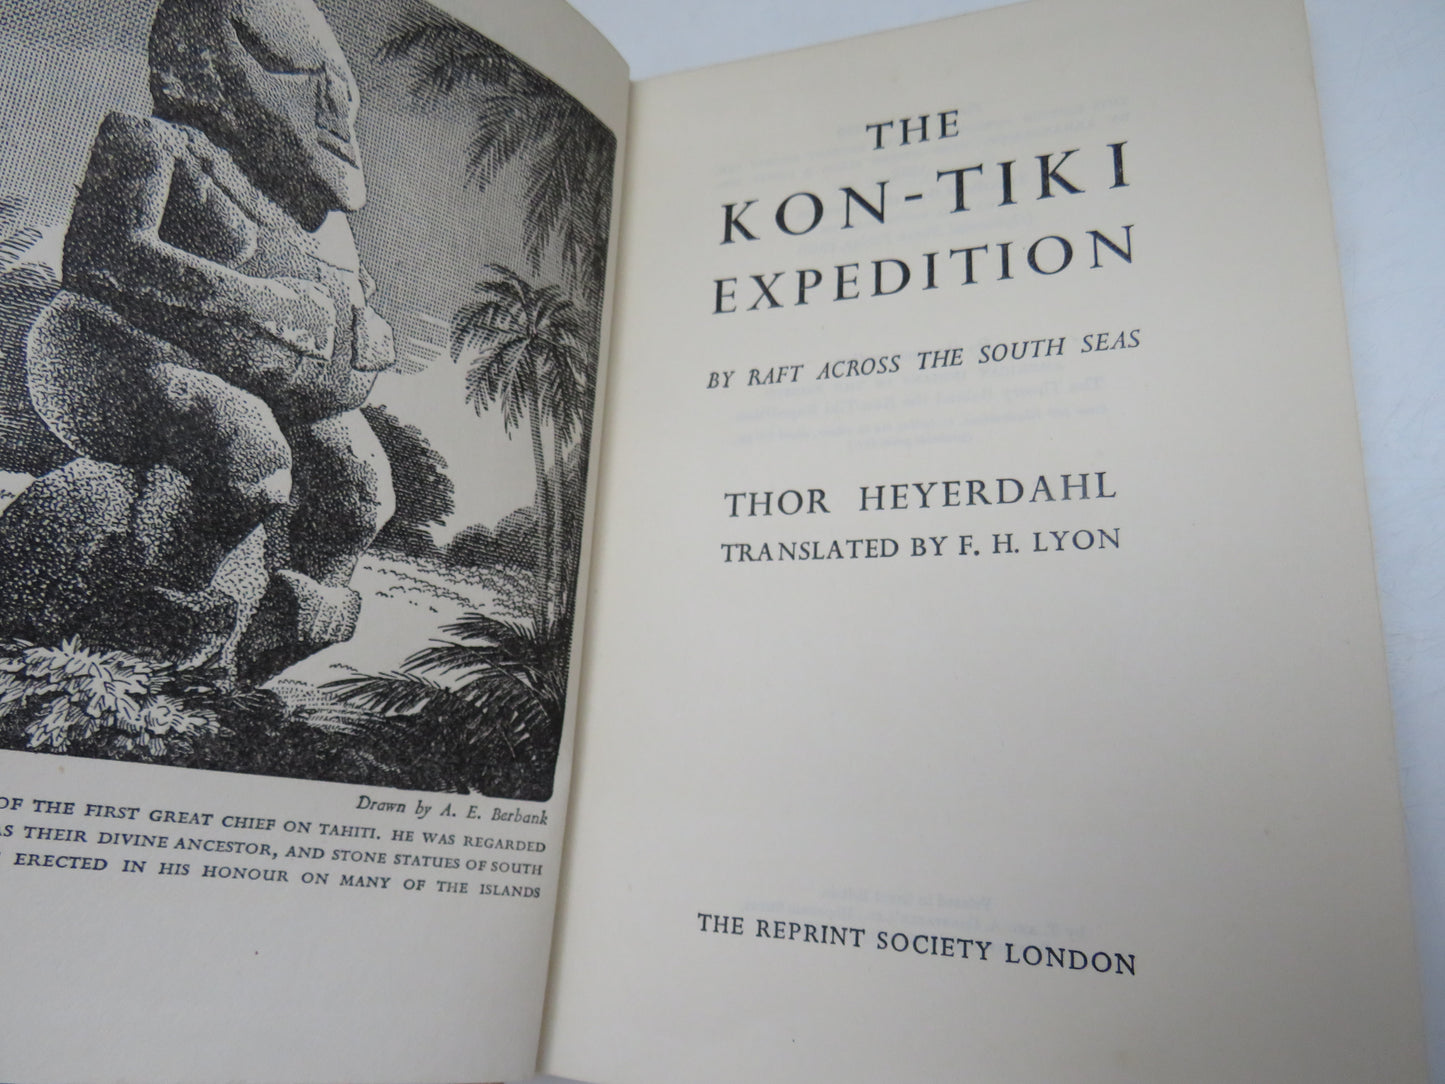 Drawn by A. E. Berbank
OF THE FIRST GREAT CHIEF ON TAHITI. HE WAS REGARDED
AS THEIR DIVINE ANCESTOR, AND STONE STATUES OF SOUTH
ERECTED IN HIS HONOUR ON MANY OF THE ISLANDS
THE
KON-TIKI
EXPEDITION
BY RAFT ACROSS THE SOUTH SEAS
THOR HEYERDAHL
TRANSLATED BY F. H. LYON
THE REPRINT SOCIETY LONDON